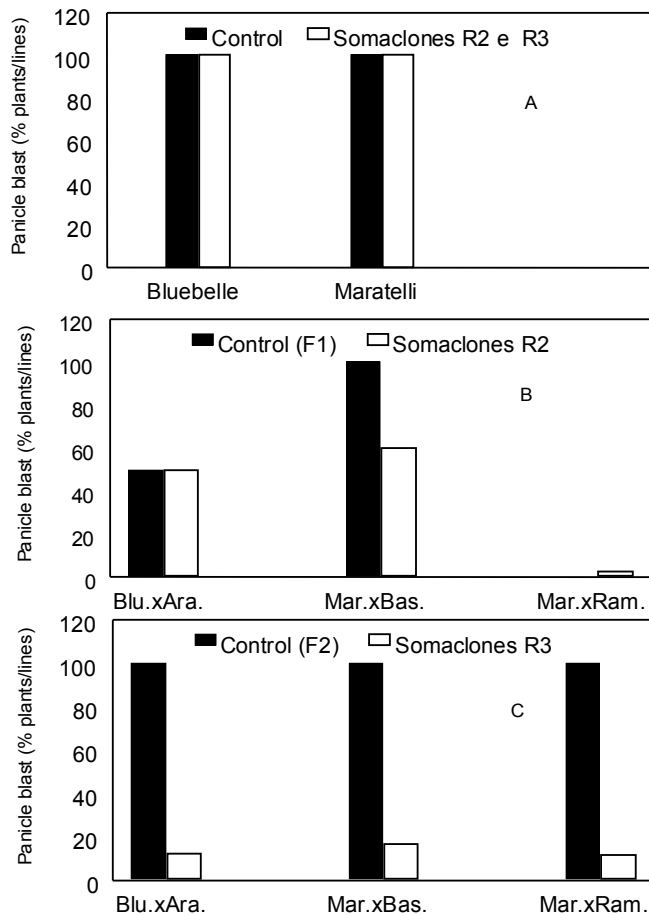 120
Control Somaclones R2 e R3
100
80
A
60
40
20
0
Panicle blast (% plants/lines)
Bluebelle Maratelli
120
Control (F1) Somaclones R2
100
80
B
60
40
20
0
Panicle blast (% plants/lines)
Blu.xAra. Mar.xBas. Mar.xRam.
120
Control (F2) Somaclones R3
100
80
C
60
40
20
0
Panicle blast (% plants/lines)
Blu.xAra. Mar.xBas. Mar.xRam.